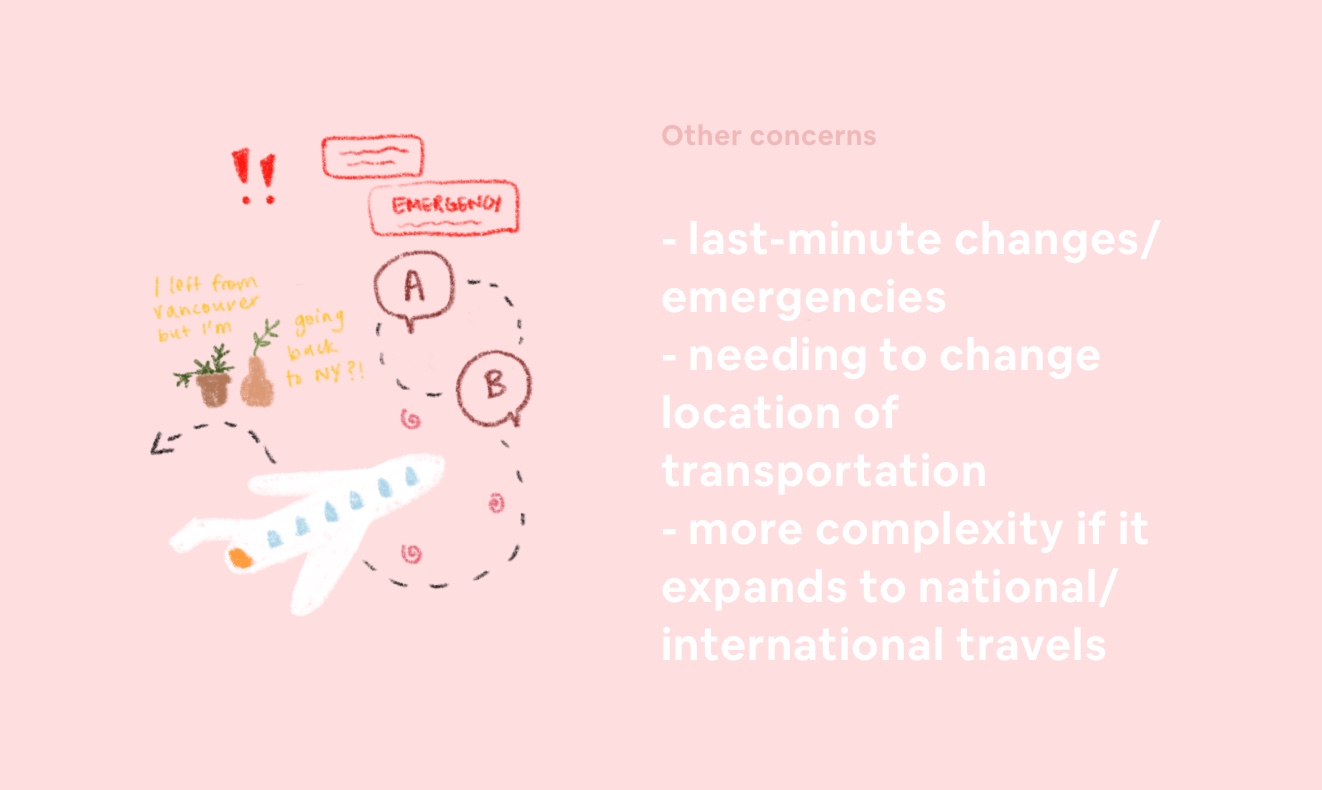 !!
EMERGENCY
A
I left from
vancouver
but I'm
going
back
to NY?!
B
Other concerns
- last-minute changes/
emergencies
- needing to change
location of
transportation
- more complexity if it
expands to national/
international travels